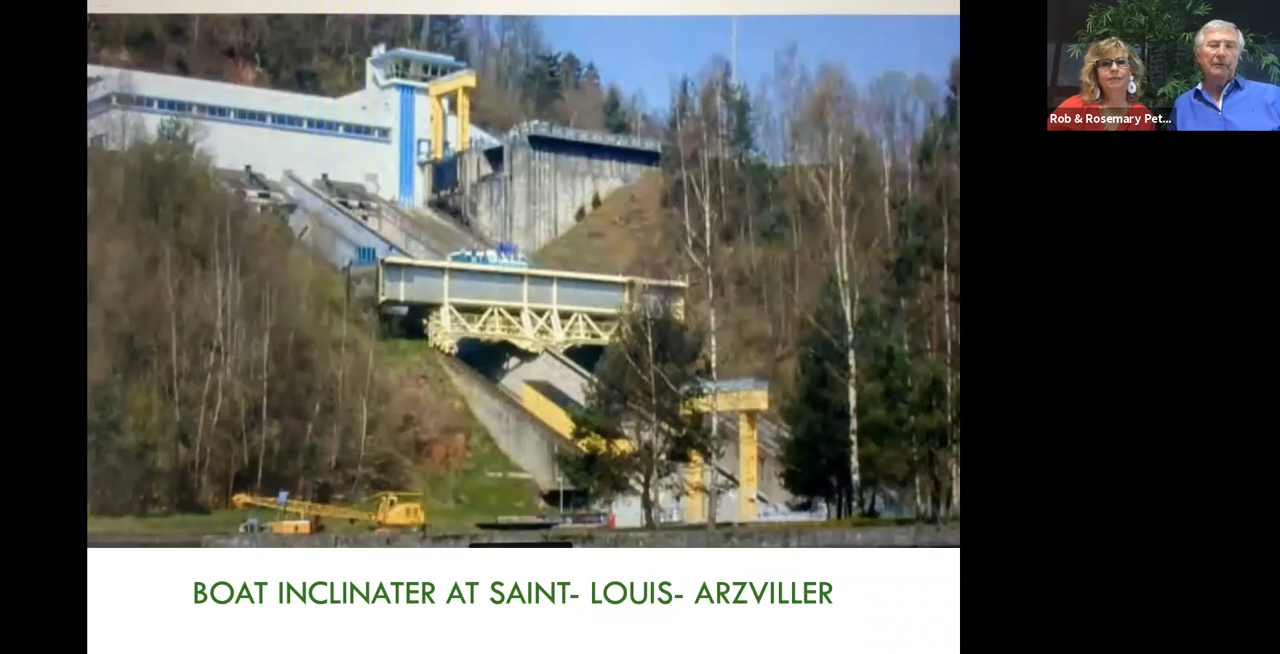 Rob & Rosemary Pet...
BOAT INCLINATER AT SAINT- LOUIS- ARZVILLER